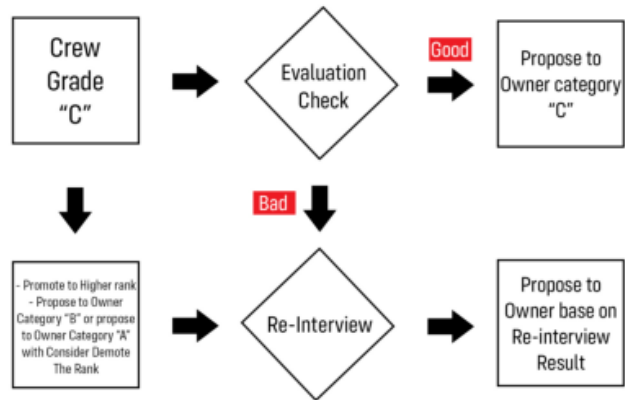 Crew
Grade
“C”
Evaluation
Check
Good
Propose to
Owner category
“C”
Bad
- Promote to Higher rank
- Propose to Owner
Category “B” or propose
to Owner Category “A”
with Consider Demote
The Rank
Re-Interview
Propose to
Owner base on
Re-interview
Result